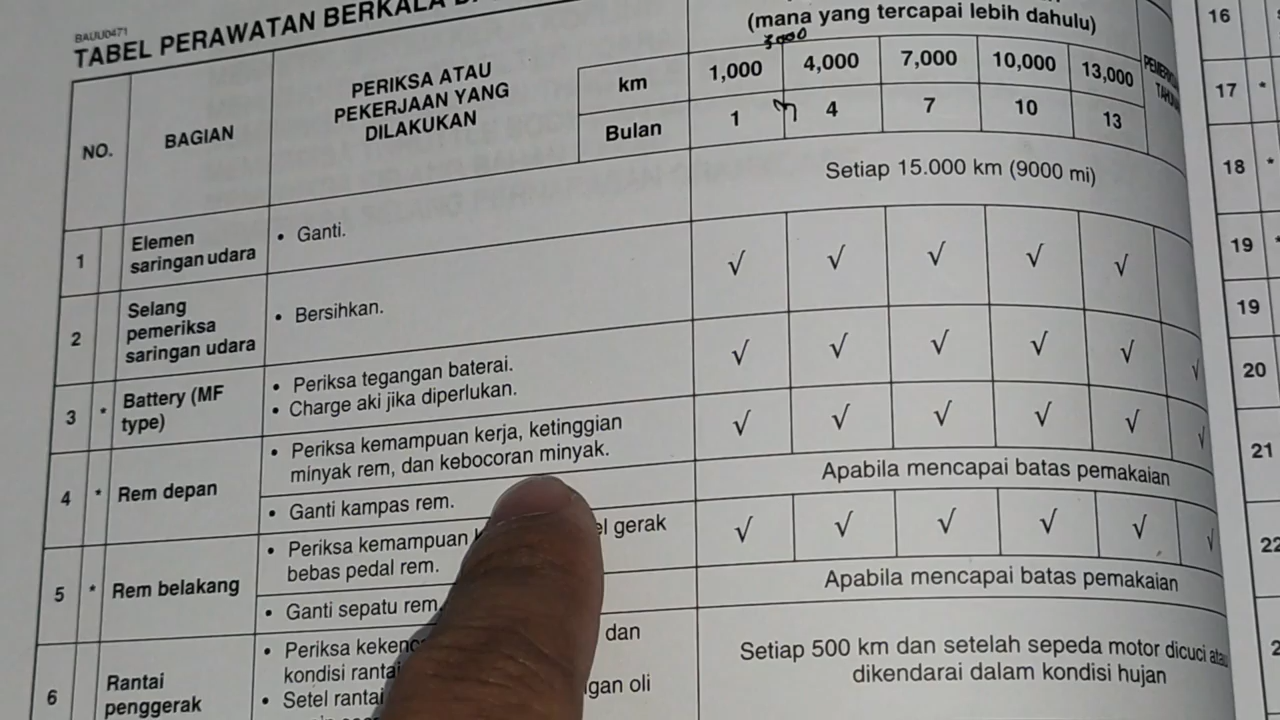 BAUU0471
TABEL PERAWATAN BERKALA
(mana yang tercapai lebih dahulu)
3000
NO.
BAGIAN
PERIKSA ATAU
PEKERJAAN YANG
DILAKUKAN
km
1,000
4,000
7,000
10,000
13,000
Bulan
1
4
7
10
13
Setiap 15.000 km (9000 mi)
1
Elemen
saringan udara
• Ganti.
2
Selang
pemeriksa
saringan udara
• Bersihkan.
√ √ √ √ √
3 * Battery (MF
type)
• Periksa tegangan baterai.
• Charge aki jika diperlukan.
√ √ √ √ √ √
4 * Rem depan
• Periksa kemampuan kerja, ketinggian
minyak rem, dan kebocoran minyak.
√ √ √ √ √ √
• Ganti kampas rem.
Apabila mencapai batas pemakaian
5 * Rem belakang
• Periksa kemampuan gerak
bebas pedal rem.
√ √ √ √ √ √
• Ganti sepatu rem.
Apabila mencapai batas pemakaian
6
Rantai
penggerak
• Periksa dan
kondisi rantai
• Setel rantai oli
Setiap 500 km dan setelah sepeda motor dicuci atau
dikendarai dalam kondisi hujan
16
17 *
18 *
19 *
19
20
21
22